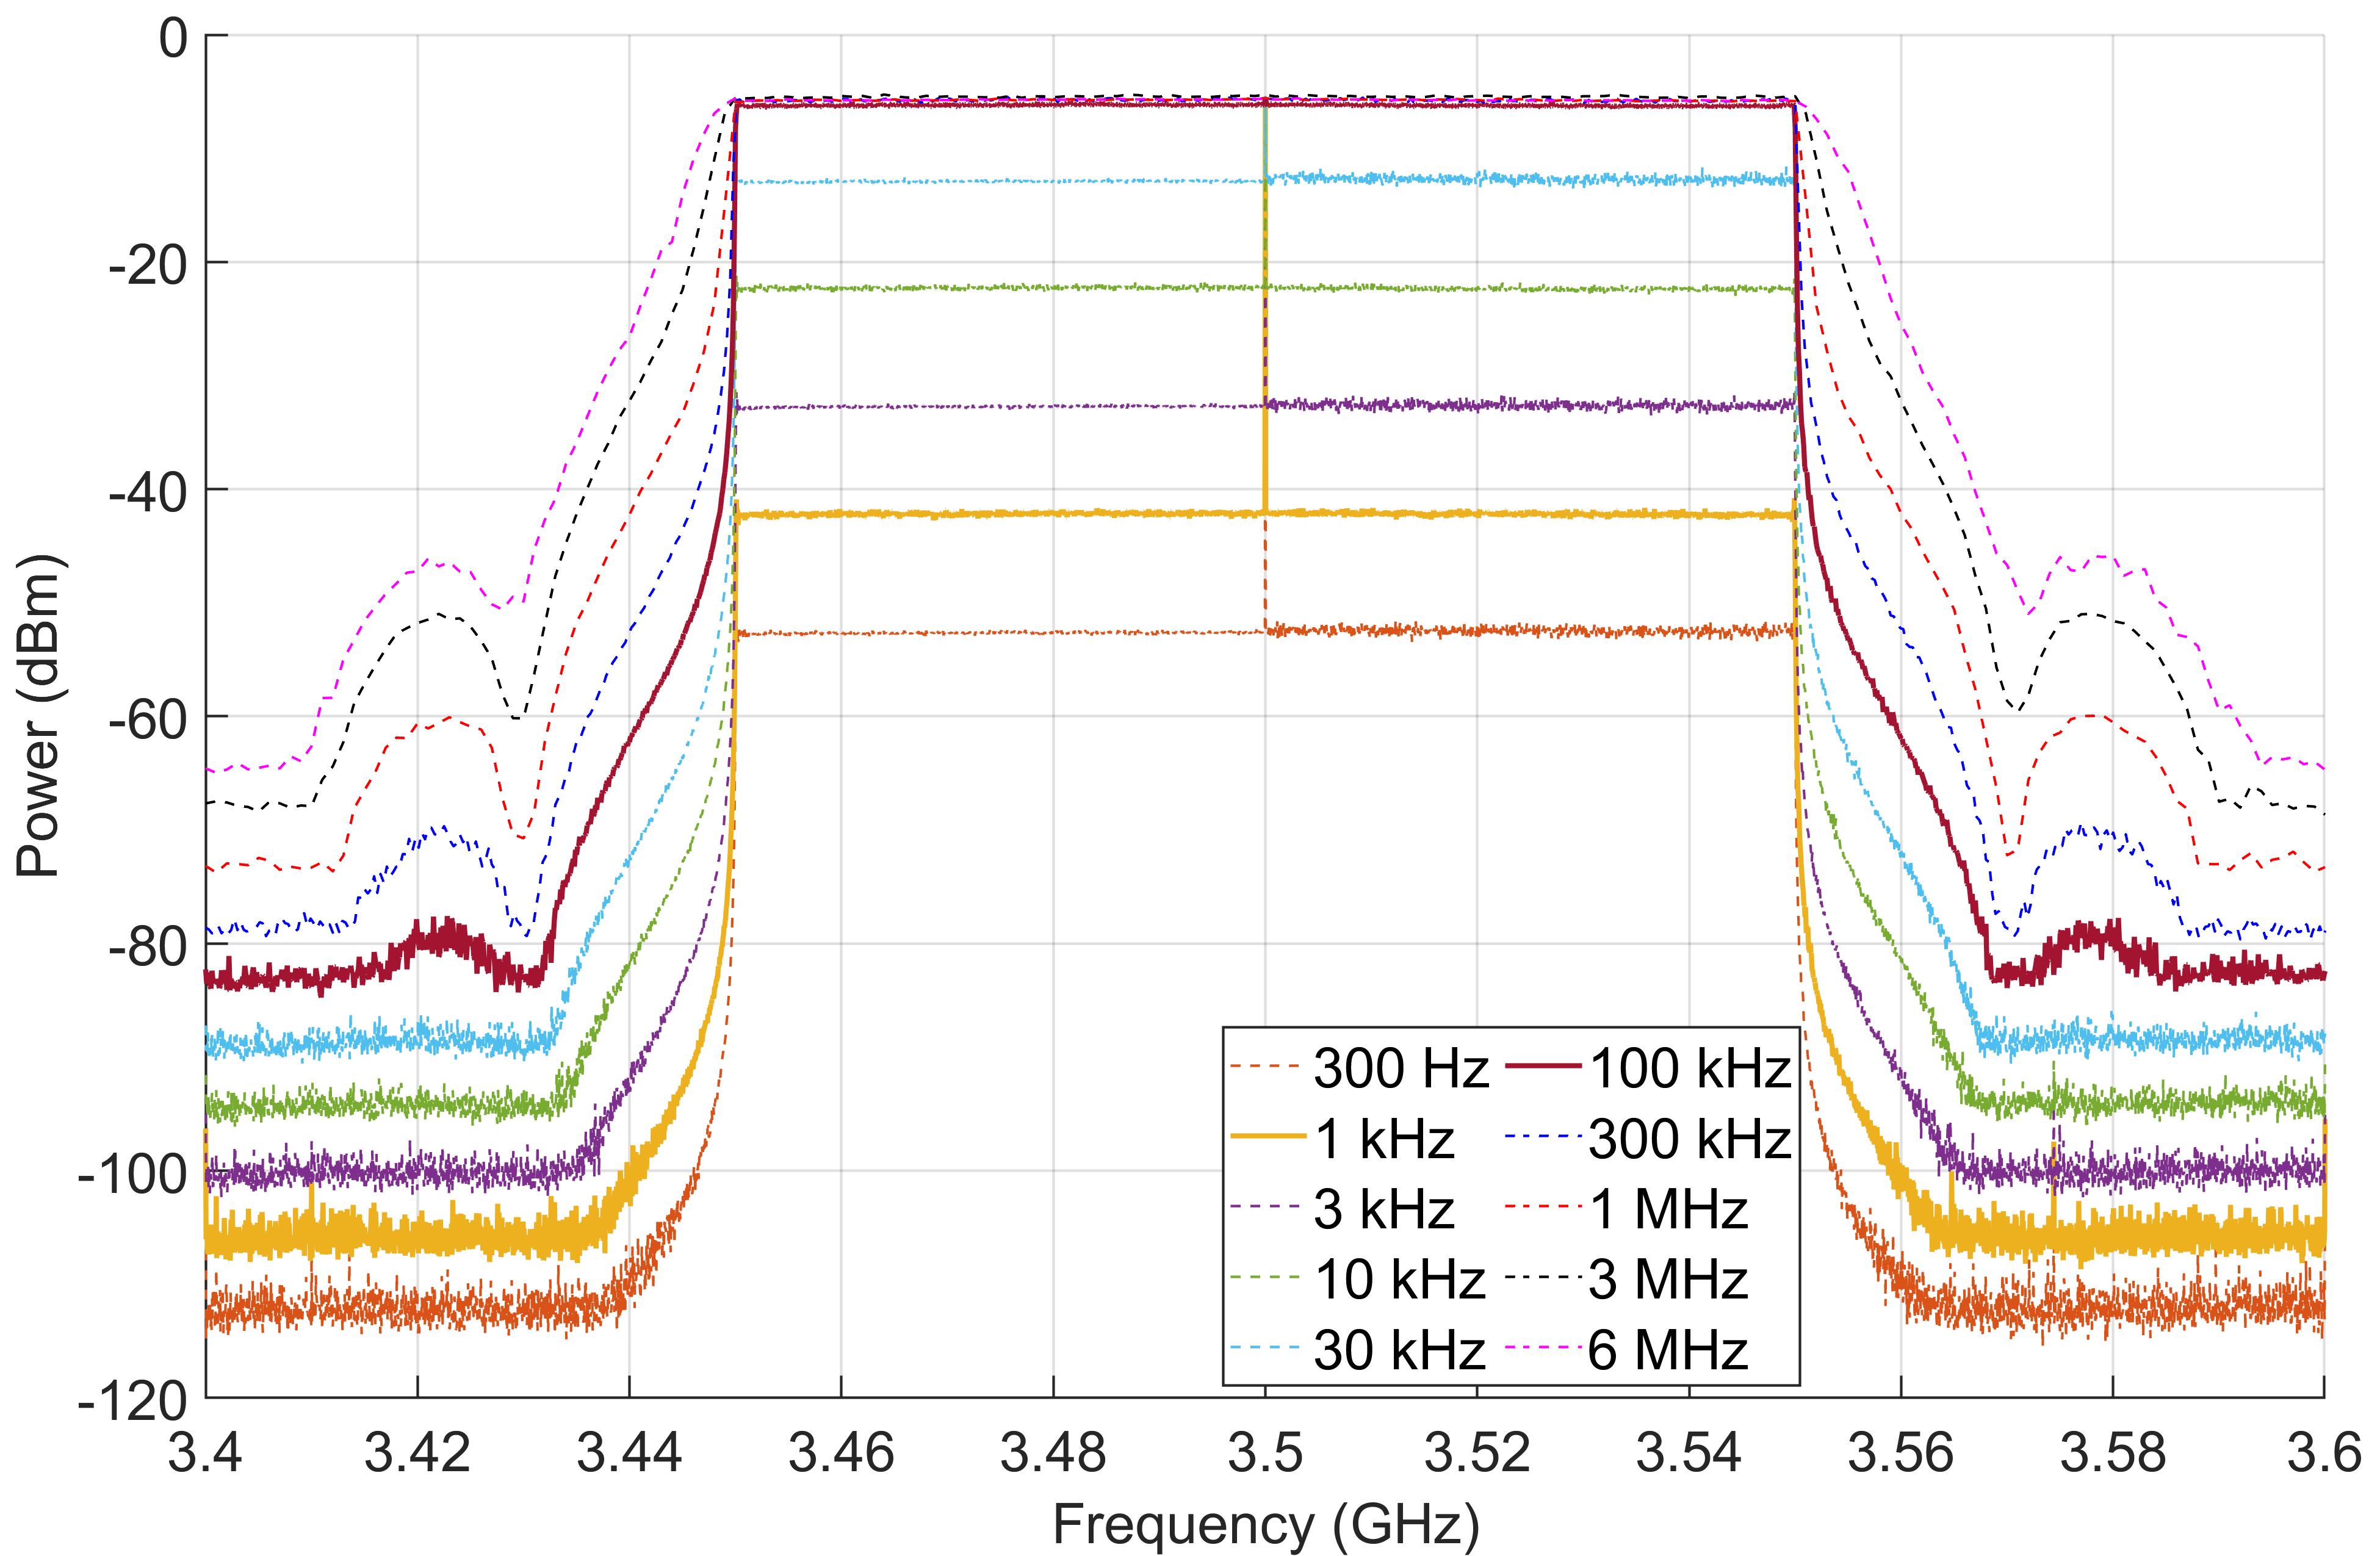 0
-20
-40
-60
-80
-100
-120
Power (dBm)
3.4 3.42 3.44 3.46 3.48 3.5 3.52 3.54 3.56 3.58 3.6
Frequency (GHz)
300 Hz 100 kHz
1 kHz 300 kHz
3 kHz 1 MHz
10 kHz 3 MHz
30 kHz 6 MHz